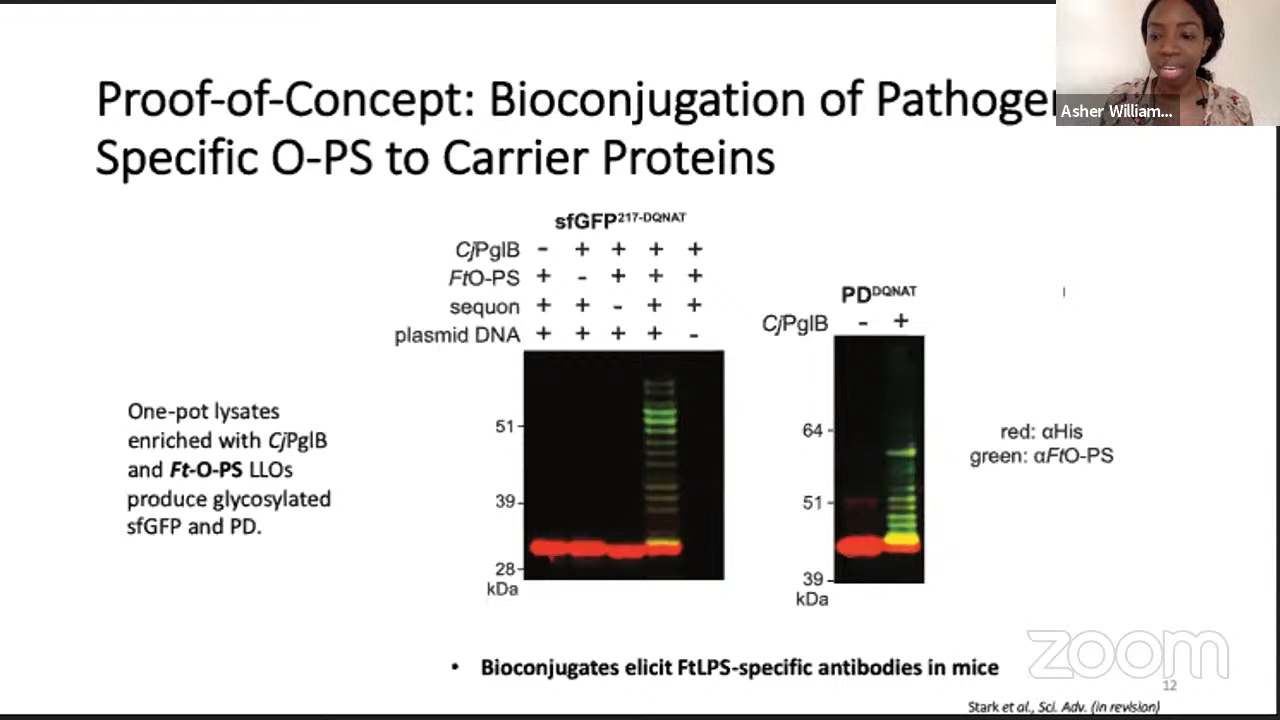 Proof-of-Concept: Bioconjugation of Pathoge
Specific O-PS to Carrier Proteins
Asher William...
sfGFP217-DQNAT
CjPglB - + + + +
FtO-PS + - + + +
sequon + + - + +
plasmid DNA + + + + -
51
39
28
kDa
PDDQNAT
CjPglB - +
64
51
39
kDa
red: αHis
green: αFtO-PS
One-pot lysates
enriched with CjPglB
and Ft-O-PS LLOs
produce glycosylated
sfGFP and PD.
• Bioconjugates elicit FtLPS-specific antibodies in mice
zoom
12
Stark et al., Sci. Adv. (in revision)